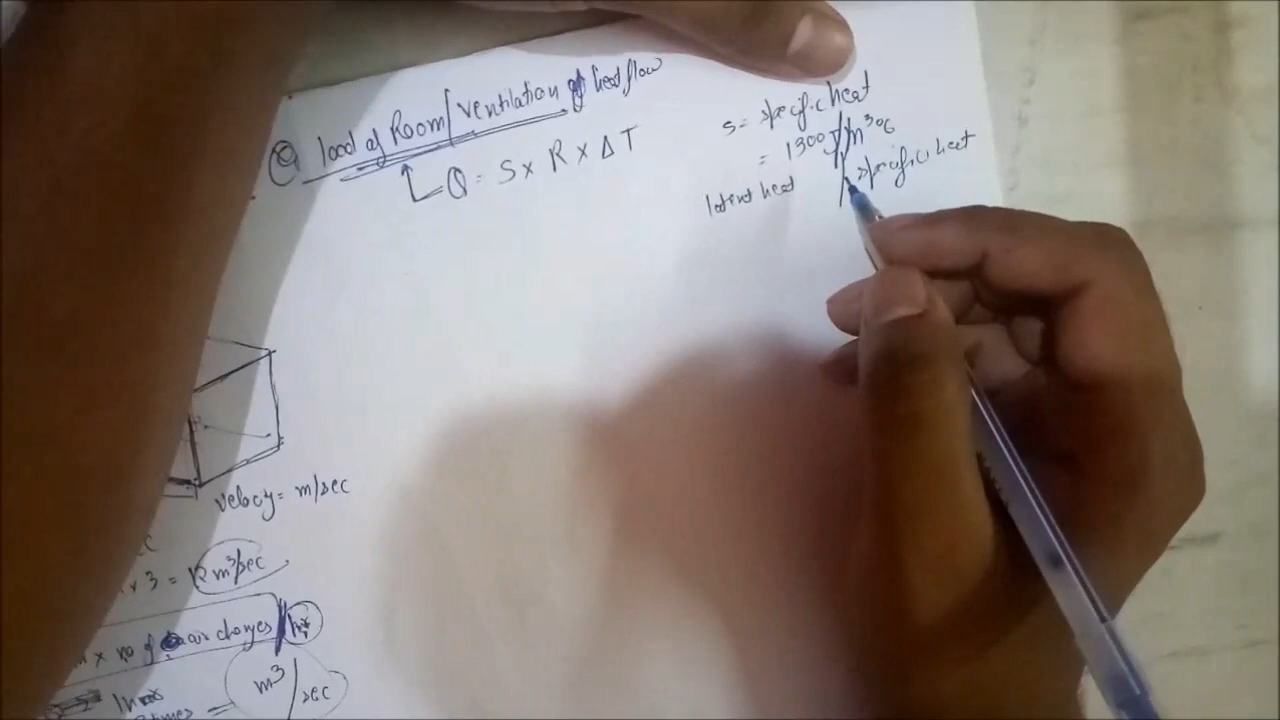 Q load of Room/ventilation of heat flow
Q = S x R x ΔT
S = specific heat
= 1300 J/m³°C
latent heat
specific heat
velocy = m/sec
x 3 = 12 m³/sec
x no of air changes / hr
m³/sec